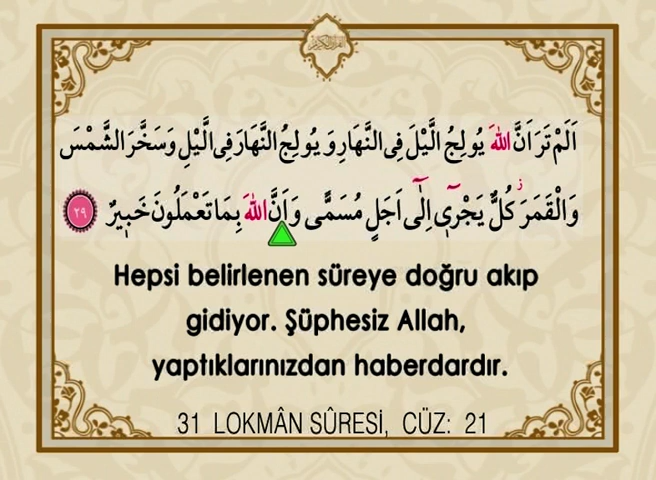 اَلَمْ تَرَ اَنَّ اللّٰهَ يُولِجُ الَّيْلَ فِى النَّهَارِ وَ يُولِجُ النَّهَارَ فِى الَّيْلِ وَسَخَّرَ الشَّمْسَ
وَالْقَمَرَ كُلٌّ يَجْرٖٓى اِلٰٓى اَجَلٍ مُسَمًّى وَاَنَّ اللّٰهَ بِمَا تَعْمَلُونَ خَبٖيرٌ ٢٩
Hepsi belirlenen süreye doğru akıp
gidiyor. Şüphesiz Allah,
yaptıklarınızdan haberdardır.
31 LOKMÂN SÛRESİ, CÜZ: 21